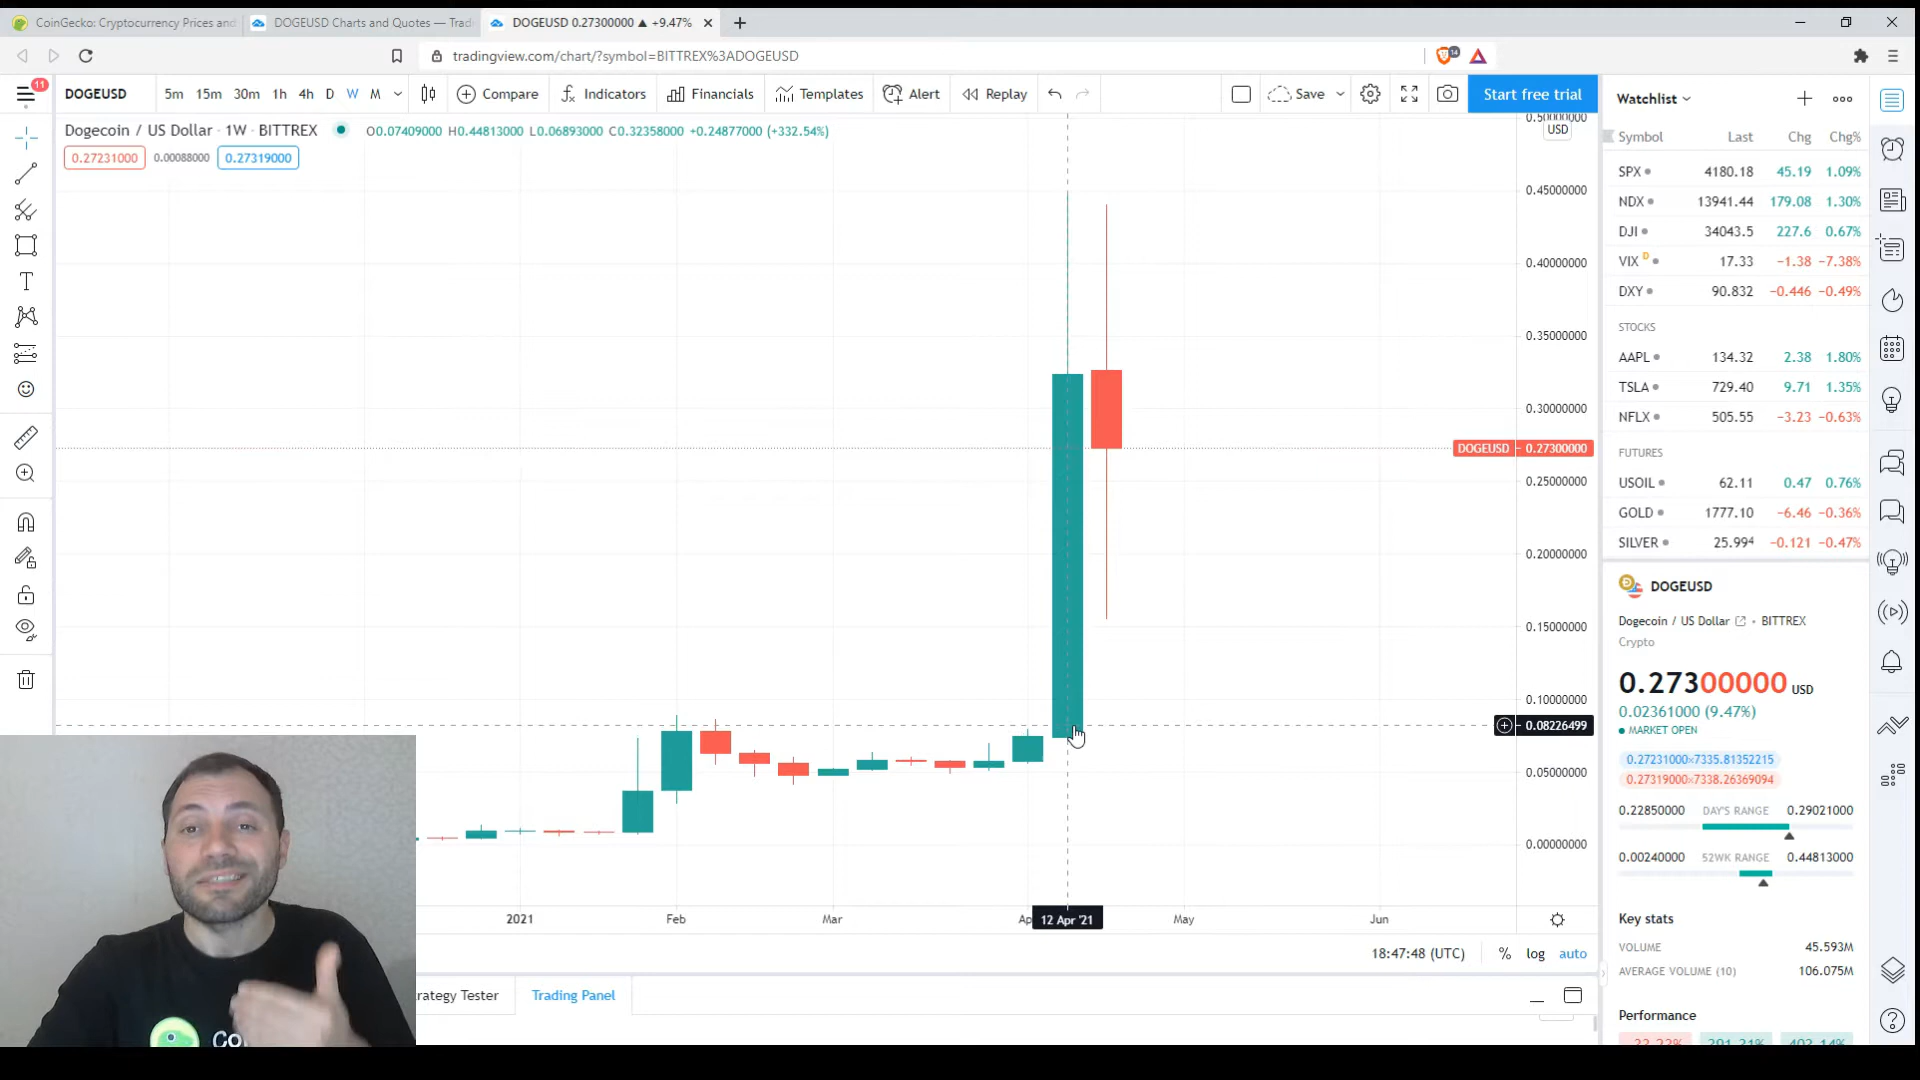 CoinGecko: Cryptocurrency Prices and
DOGEUSD Charts and Quotes — Tradi
DOGEUSD 0.27300000 ▲ +9.47%
14
tradingview.com/chart/?symbol=BITTREX%3ADOGEUSD
11
DOGEUSD 5m 15m 30m 1h 4h D W M Compare Indicators Financials Templates Alert Replay Save Start free trial
Dogecoin / US Dollar · 1W · BITTREX O0.07409000 H0.44813000 L0.06893000 C0.32358000 +0.24877000 (+332.54%)
0.27231000 0.00088000 0.27319000
0.50000000
USD
0.45000000
0.40000000
0.35000000
0.30000000
DOGEUSD 0.27300000
0.25000000
0.20000000
0.15000000
0.10000000
0.08226499
0.05000000
0.00000000
2021 Feb Mar Ap 12 Apr '21 May Jun
18:47:48 (UTC) % log auto
rategy Tester Trading Panel
Co
Watchlist
Symbol Last Chg Chg%
SPX 4180.18 45.19 1.09%
NDX 13941.44 179.08 1.30%
DJI 34043.5 227.6 0.67%
VIX D 17.33 −1.38 −7.38%
DXY 90.832 −0.446 −0.49%
STOCKS
AAPL 134.32 2.38 1.80%
TSLA 729.40 9.71 1.35%
NFLX 505.55 −3.23 −0.63%
FUTURES
USOIL 62.11 0.47 0.76%
GOLD 1777.10 −6.46 −0.36%
SILVER 25.994 −0.121 −0.47%
DOGEUSD
Dogecoin / US Dollar • BITTREX
Crypto
0.27300000 USD
0.02361000 (9.47%)
MARKET OPEN
0.27231000×7335.81352215
0.27319000×7338.26369094
0.22850000 DAY'S RANGE 0.29021000
0.00240000 52WK RANGE 0.44813000
Key stats
VOLUME 45.593M
AVERAGE VOLUME (10) 106.075M
Performance